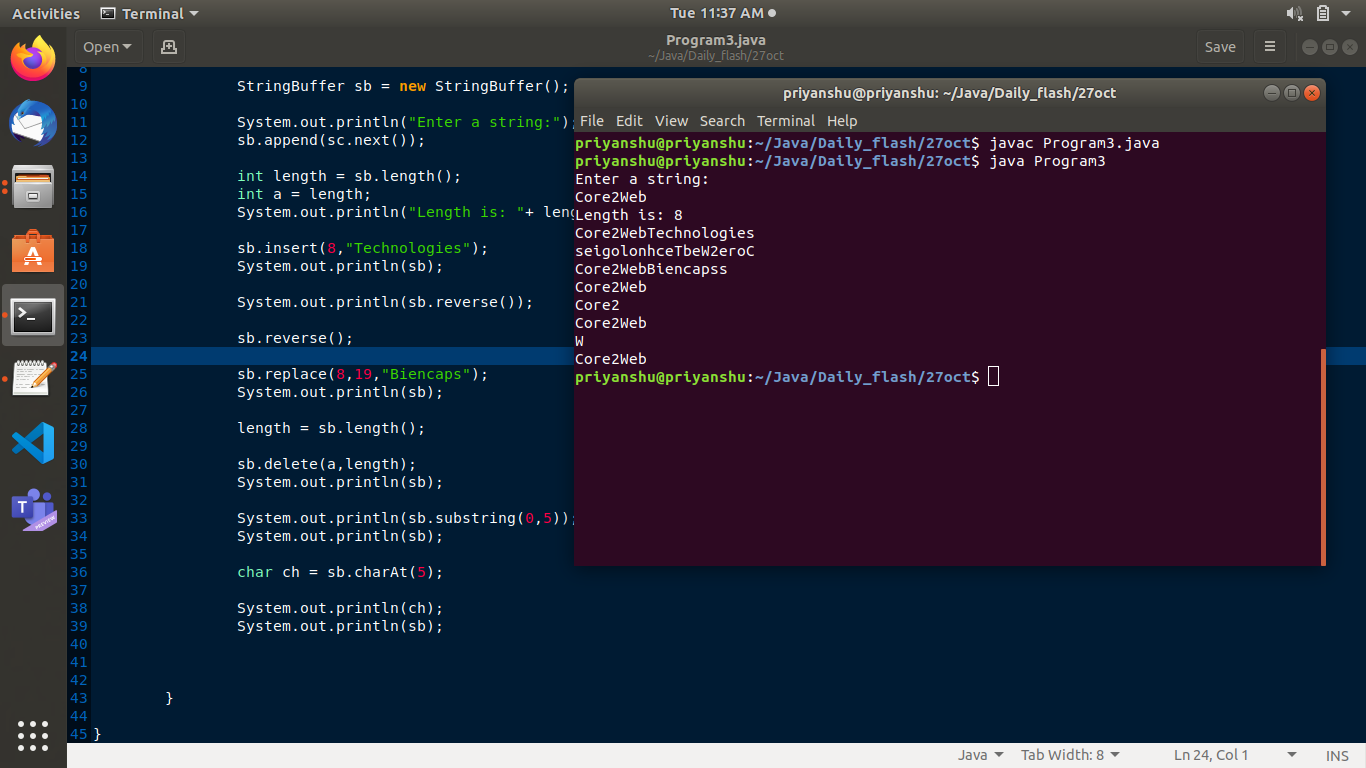 Activities Terminal Tue 11:37 AM
Open Program3.java Save
~/Java/Daily_flash/27oct
8
9 StringBuffer sb = new StringBuffer();
10
11 System.out.println("Enter a string:");
12 sb.append(sc.next());
13
14 int length = sb.length();
15 int a = length;
16 System.out.println("Length is: "+ leng
17
18 sb.insert(8,"Technologies");
19 System.out.println(sb);
20
21 System.out.println(sb.reverse());
22
23 sb.reverse();
24
25 sb.replace(8,19,"Biencaps");
26 System.out.println(sb);
27
28 length = sb.length();
29
30 sb.delete(a,length);
31 System.out.println(sb);
32
33 System.out.println(sb.substring(0,5));
34 System.out.println(sb);
35
36 char ch = sb.charAt(5);
37
38 System.out.println(ch);
39 System.out.println(sb);
40
41
42
43 }
44
45 }
priyanshu@priyanshu: ~/Java/Daily_flash/27oct
File Edit View Search Terminal Help
priyanshu@priyanshu:~/Java/Daily_flash/27oct$ javac Program3.java
priyanshu@priyanshu:~/Java/Daily_flash/27oct$ java Program3
Enter a string:
Core2Web
Length is: 8
Core2WebTechnologies
seigolonhceTbeW2eroC
Core2WebBiencapss
Core2Web
Core2
Core2Web
W
Core2Web
priyanshu@priyanshu:~/Java/Daily_flash/27oct$
T
PREVIEW
Java Tab Width: 8 Ln 24, Col 1 INS